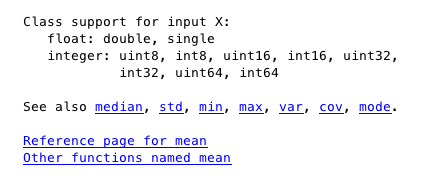 Class support for input X:
float: double, single
integer: uint8, int8, uint16, int16, uint32,
int32, uint64, int64
See also median, std, min, max, var, cov, mode.
Reference page for mean
Other functions named mean